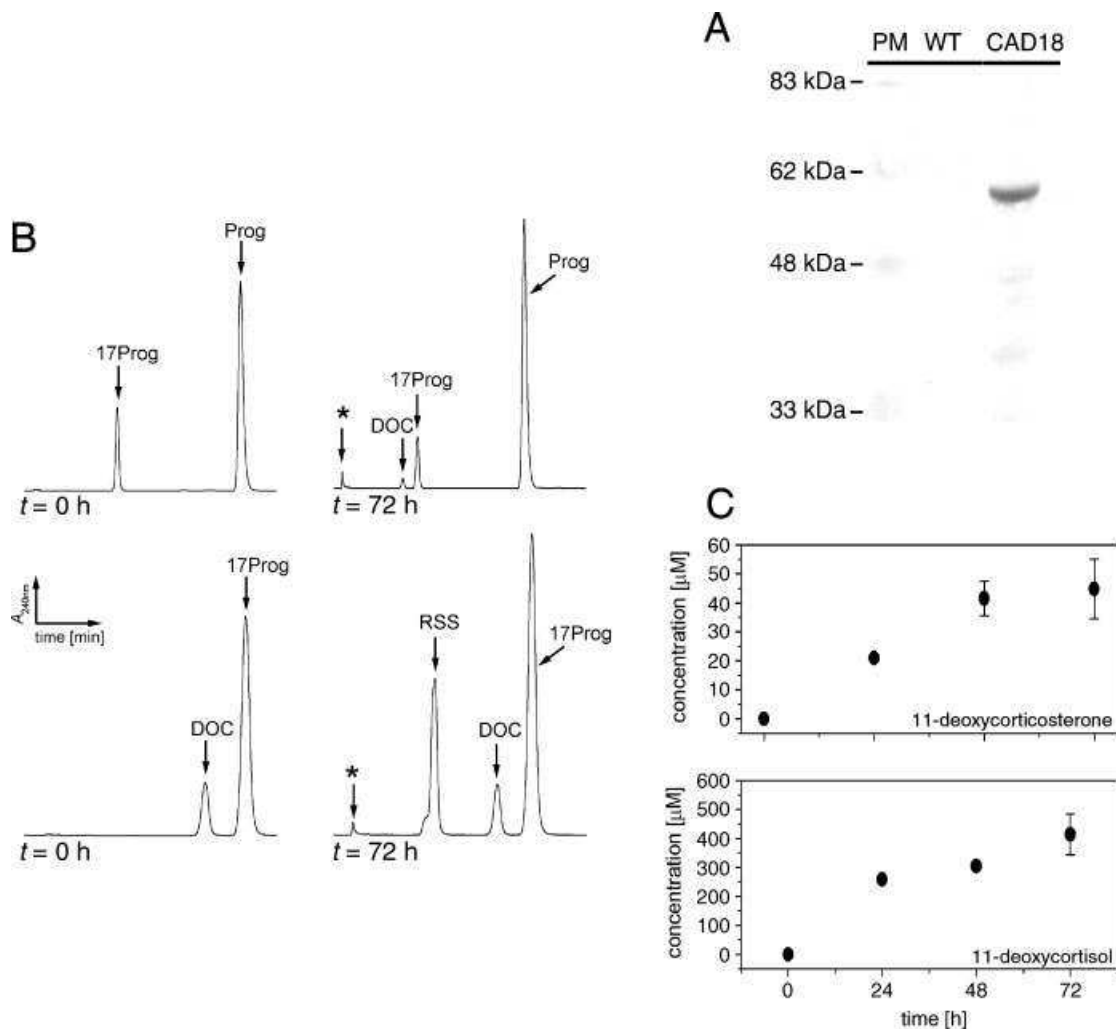 A
PM WT CAD18
83 kDa
62 kDa
48 kDa
33 kDa
B
Prog
17Prog
t = 0 h
Prog
17Prog
DOC
*
t = 72 h
A240nm
time [min]
17Prog
DOC
t = 0 h
RSS
17Prog
DOC
*
t = 72 h
C
concentration [µM]
60
50
40
30
20
10
0
11-deoxycorticosterone
concentration [µM]
600
500
400
300
200
100
0
11-deoxycortisol
0 24 48 72
time [h]